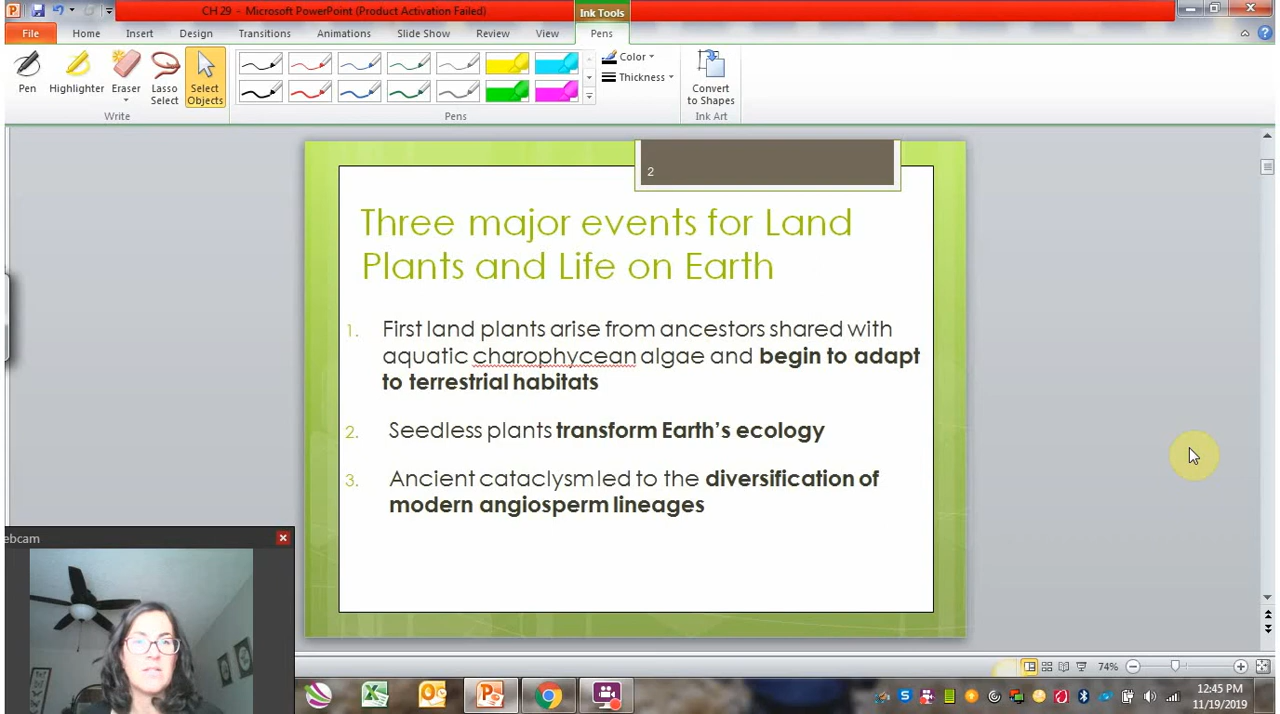 CH 29 - Microsoft PowerPoint (Product Activation Failed)
Ink Tools
File Home Insert Design Transitions Animations Slide Show Review View Pens
Pen Highlighter Eraser Lasso Select Select Objects
Color
Thickness
Convert to Shapes
Write Pens Ink Art
2
Three major events for Land
Plants and Life on Earth
1. First land plants arise from ancestors shared with
aquatic charophycean algae and begin to adapt
to terrestrial habitats
2. Seedless plants transform Earth's ecology
3. Ancient cataclysm led to the diversification of
modern angiosperm lineages
ebcam
74%
12:45 PM
11/19/2019